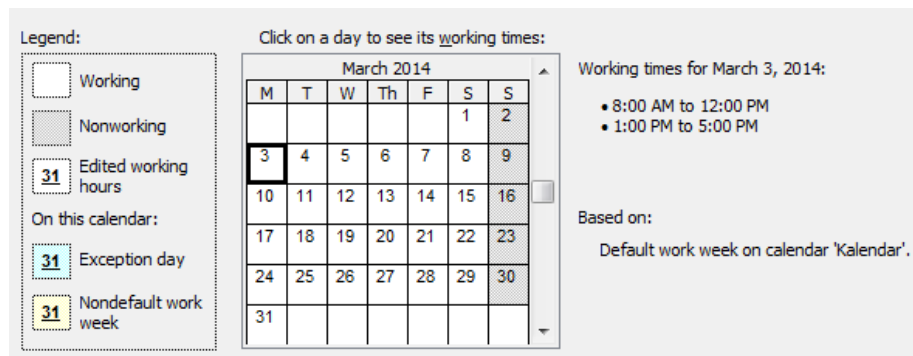 Legend:
Working
Nonworking
31 Edited working
hours
On this calendar:
31 Exception day
31 Nondefault work
week
Click on a day to see its working times:
March 2014
M T W Th F S S
1 2
3 4 5 6 7 8 9
10 11 12 13 14 15 16
17 18 19 20 21 22 23
24 25 26 27 28 29 30
31
Working times for March 3, 2014:
• 8:00 AM to 12:00 PM
• 1:00 PM to 5:00 PM
Based on:
Default work week on calendar 'Kalendar'.